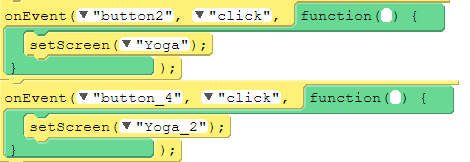 onEvent(▼"button2", ▼"click", function( ) {
setScreen(▼"Yoga");
} );
onEvent(▼"button_4", ▼"click", function( ) {
setScreen(▼"Yoga_2");
} );